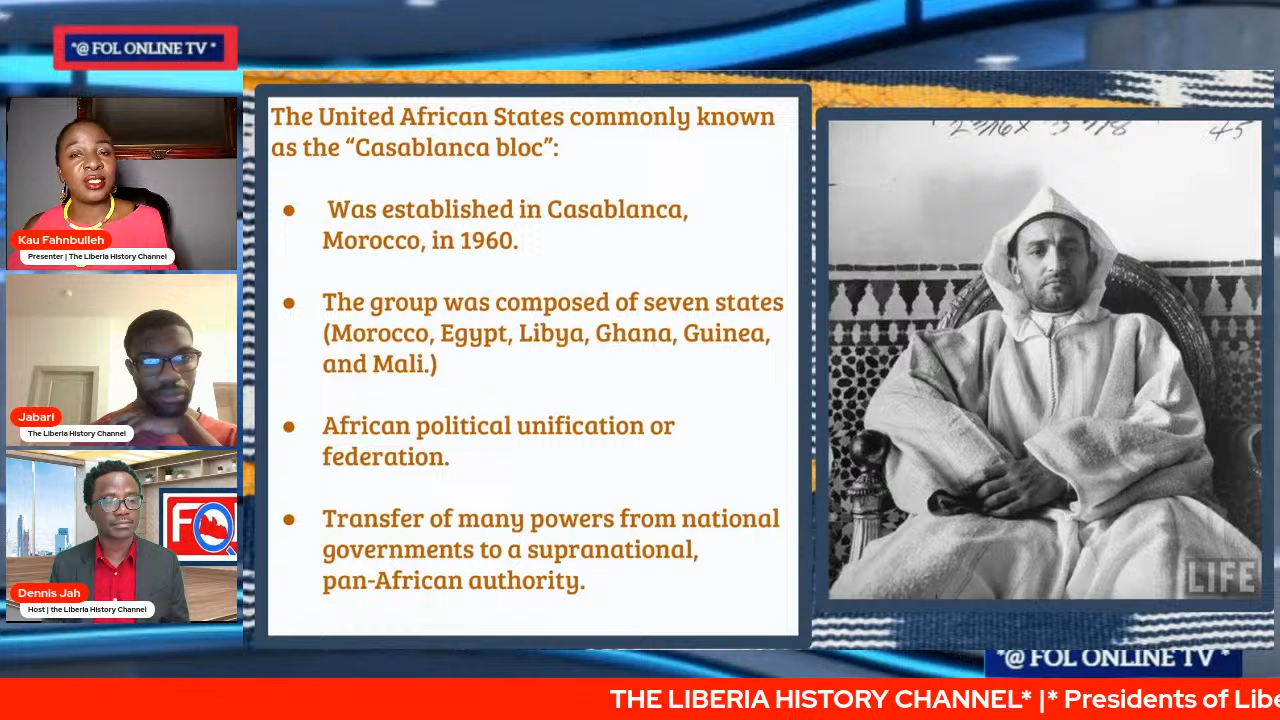 *@ FOL ONLINE TV *
The United African States commonly known
as the “Casablanca bloc”:
● Was established in Casablanca,
Morocco, in 1960.
● The group was composed of seven states
(Morocco, Egypt, Libya, Ghana, Guinea,
and Mali.)
● African political unification or
federation.
● Transfer of many powers from national
governments to a supranational,
pan-African authority.
45
LIFE
Kau Fahnbulleh
Presenter | The Liberia History Channel
Jabari
The Liberia History Channel
Dennis Jah
Host | the Liberia History Channel
*@ FOL ONLINE TV *
THE LIBERIA HISTORY CHANNEL* |* Presidents of Libe